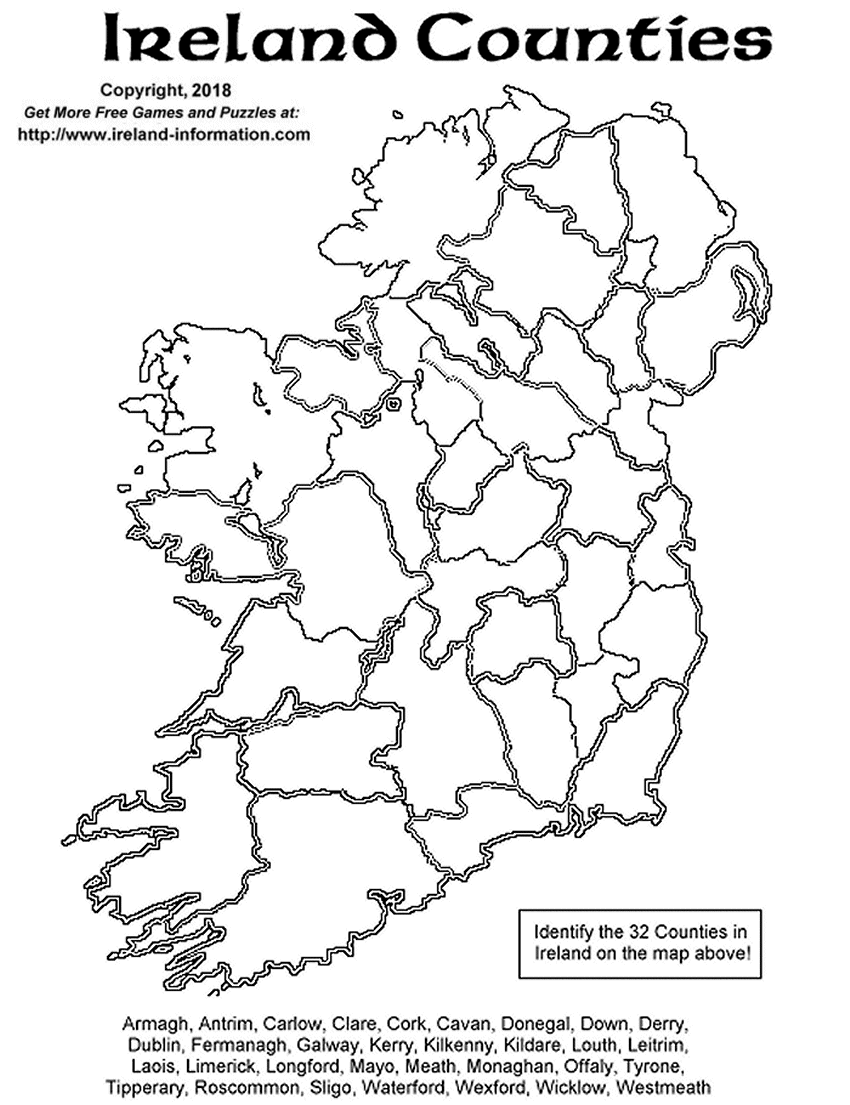 Ireland Counties
Copyright, 2018
Get More Free Games and Puzzles at:
http://www.ireland-information.com
Identify the 32 Counties in
Ireland on the map above!
Armagh, Antrim, Carlow, Clare, Cork, Cavan, Donegal, Down, Derry,
Dublin, Fermanagh, Galway, Kerry, Kilkenny, Kildare, Louth, Leitrim,
Laois, Limerick, Longford, Mayo, Meath, Monaghan, Offaly, Tyrone,
Tipperary, Roscommon, Sligo, Waterford, Wexford, Wicklow, Westmeath